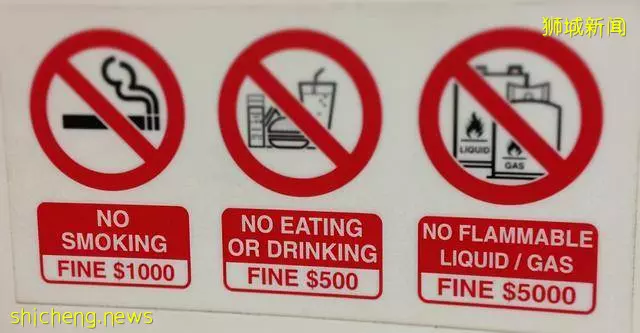 狮城新闻
LIQUID
GAS
NO
SMOKING
FINE $1000
NO EATING
OR DRINKING
FINE $500
NO FLAMMABLE
LIQUID / GAS
FINE $5000
shicheng.news